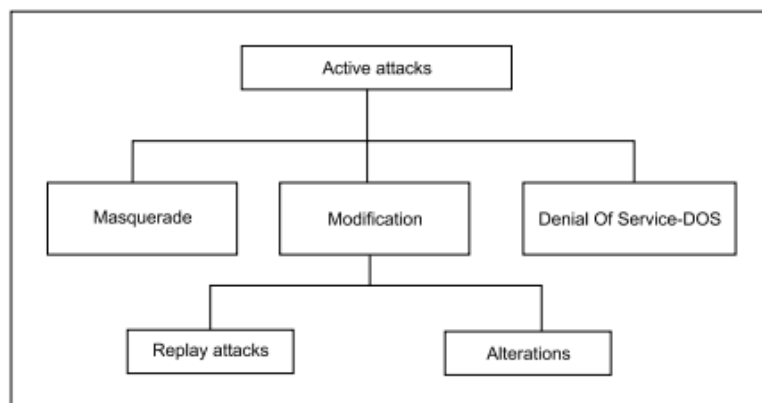 Active attacks
Masquerade
Modification
Denial Of Service-DOS
Replay attacks
Alterations